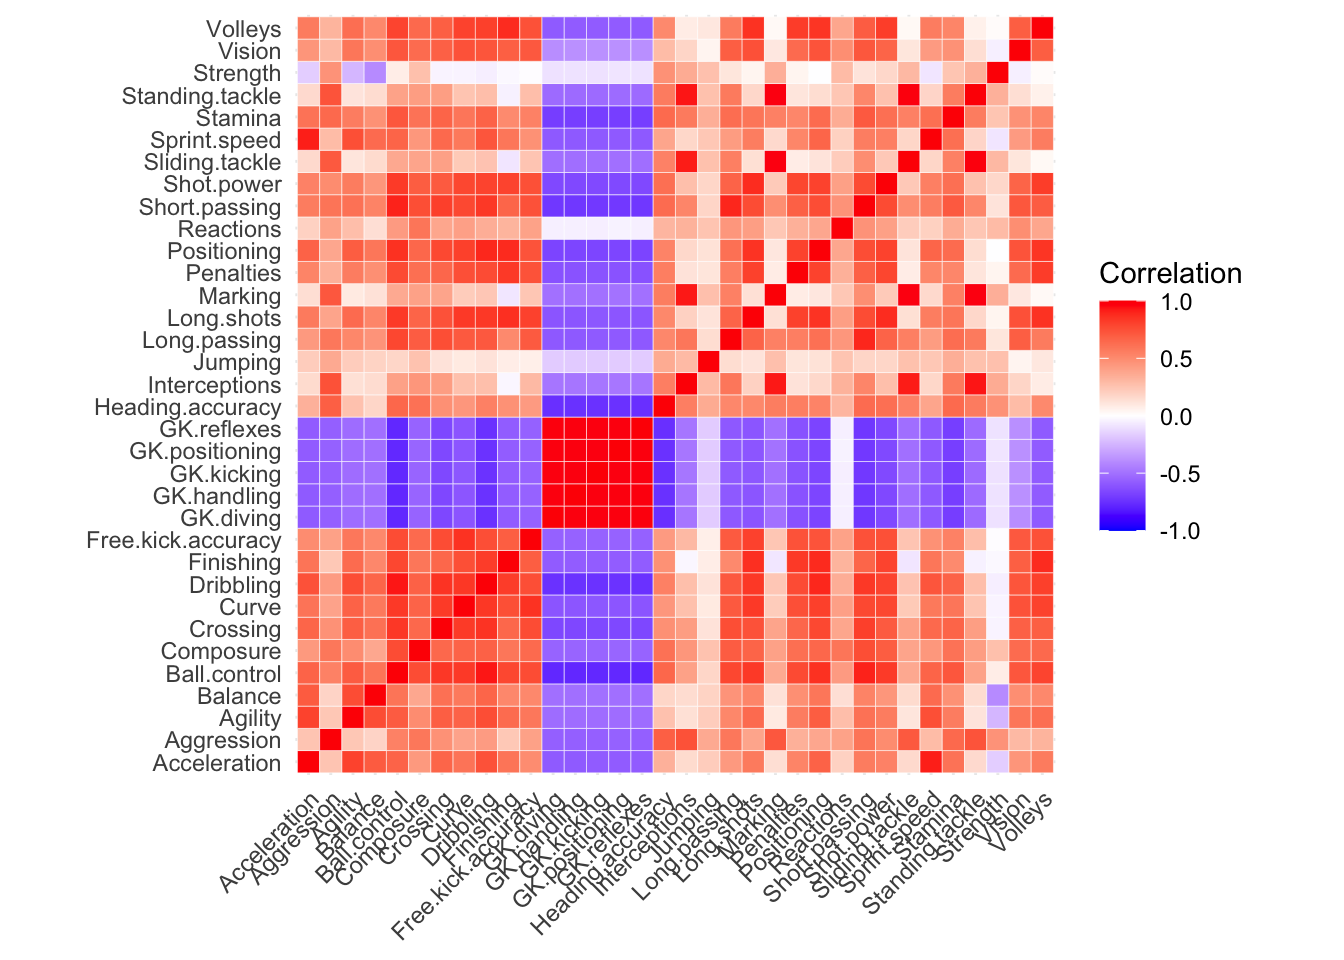 Volleys
Vision
Strength
Standing.tackle
Stamina
Sprint.speed
Sliding.tackle
Shot.power
Short.passing
Reactions
Positioning
Penalties
Marking
Long.shots
Long.passing
Jumping
Interceptions
Heading.accuracy
GK.reflexes
GK.positioning
GK.kicking
GK.handling
GK.diving
Free.kick.accuracy
Finishing
Dribbling
Curve
Crossing
Composure
Ball.control
Balance
Agility
Aggression
Acceleration
Acceleration
Aggression
Agility
Balance
Ball.control
Composure
Crossing
Curve
Dribbling
Finishing
Free.kick.accuracy
GK.diving
GK.handling
GK.kicking
GK.positioning
GK.reflexes
Heading.accuracy
Interceptions
Jumping
Long.passing
Long.shots
Marking
Penalties
Positioning
Reactions
Short.passing
Shot.power
Sliding.tackle
Sprint.speed
Stamina
Standing.tackle
Strength
Vision
Volleys
Correlation
1.0
0.5
0.0
-0.5
-1.0